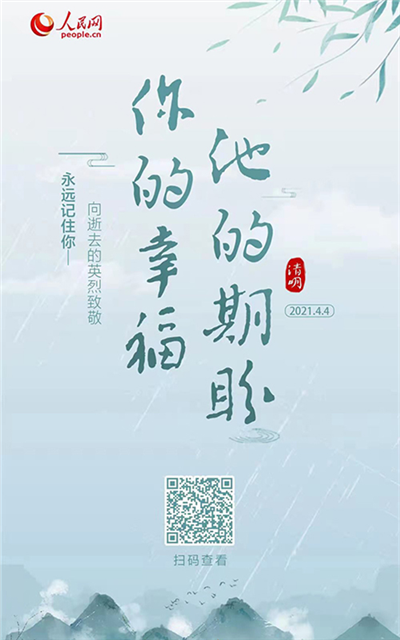 人民网
people.cn
你的幸福
他的期盼
永远记住你—
向逝去的英烈致敬
清明
2021.4.4
扫码查看